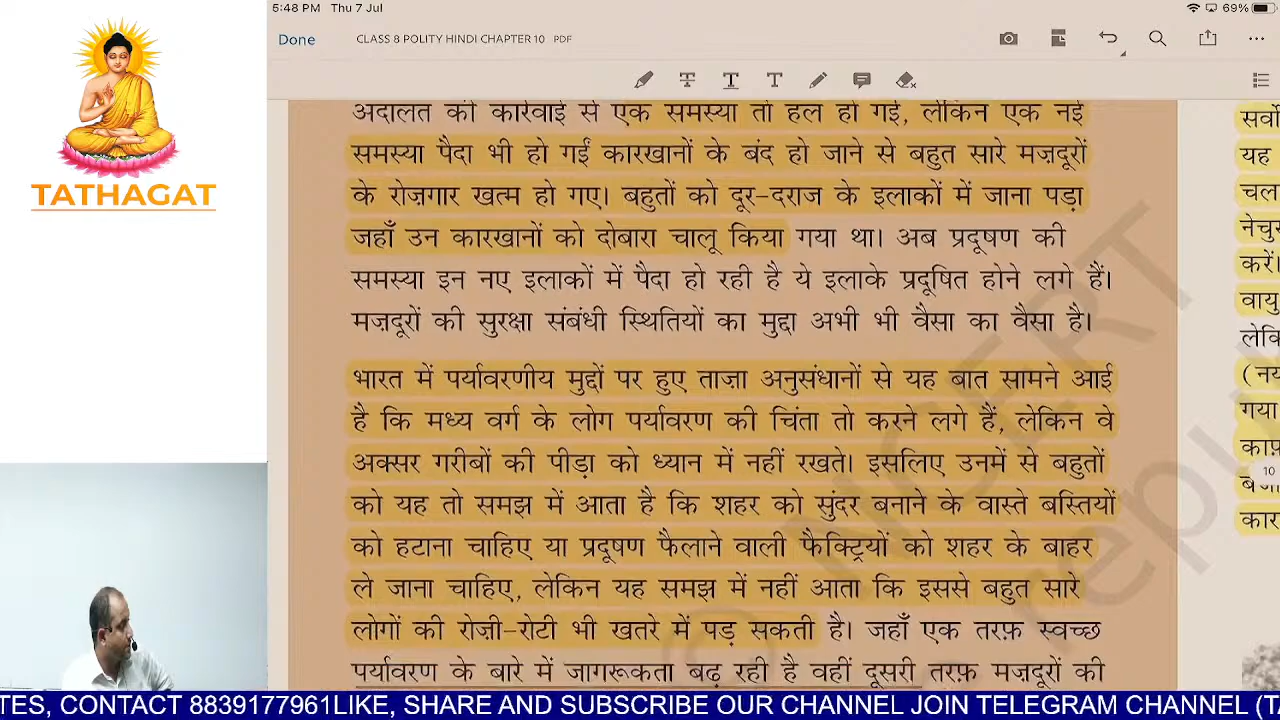 5:48 PM Thu 7 Jul
69%
Done
CLASS 8 POLITY HINDI CHAPTER 10 PDF
TATHAGAT
अदालत की कार्रवाई से एक समस्या तो हल हो गई, लेकिन एक नई
समस्या पैदा भी हो गईं कारखानों के बंद हो जाने से बहुत सारे मज़दूरों
के रोज़गार खत्म हो गए। बहुतों को दूर-दराज के इलाकों में जाना पड़ा
जहाँ उन कारखानों को दोबारा चालू किया गया था। अब प्रदूषण की
समस्या इन नए इलाकों में पैदा हो रही है ये इलाके प्रदूषित होने लगे हैं।
मज़दूरों की सुरक्षा संबंधी स्थितियों का मुद्दा अभी भी वैसा का वैसा है।
भारत में पर्यावरणीय मुद्दों पर हुए ताज़ा अनुसंधानों से यह बात सामने आई
है कि मध्य वर्ग के लोग पर्यावरण की चिंता तो करने लगे हैं, लेकिन वे
अक्सर गरीबों की पीड़ा को ध्यान में नहीं रखते। इसलिए उनमें से बहुतों
को यह तो समझ में आता है कि शहर को सुंदर बनाने के वास्ते बस्तियों
को हटाना चाहिए या प्रदूषण फैलाने वाली फैक्ट्रियों को शहर के बाहर
ले जाना चाहिए, लेकिन यह समझ में नहीं आता कि इससे बहुत सारे
लोगों की रोज़ी-रोटी भी खतरे में पड़ सकती है। जहाँ एक तरफ़ स्वच्छ
पर्यावरण के बारे में जागरूकता बढ़ रही है वहीं दूसरी तरफ़ मज़दूरों की
© NCERT
यह
करें।
वायु
गया
10
TES, CONTACT 8839177961LIKE, SHARE AND SUBSCRIBE OUR CHANNEL JOIN TELEGRAM CHANNEL (TA